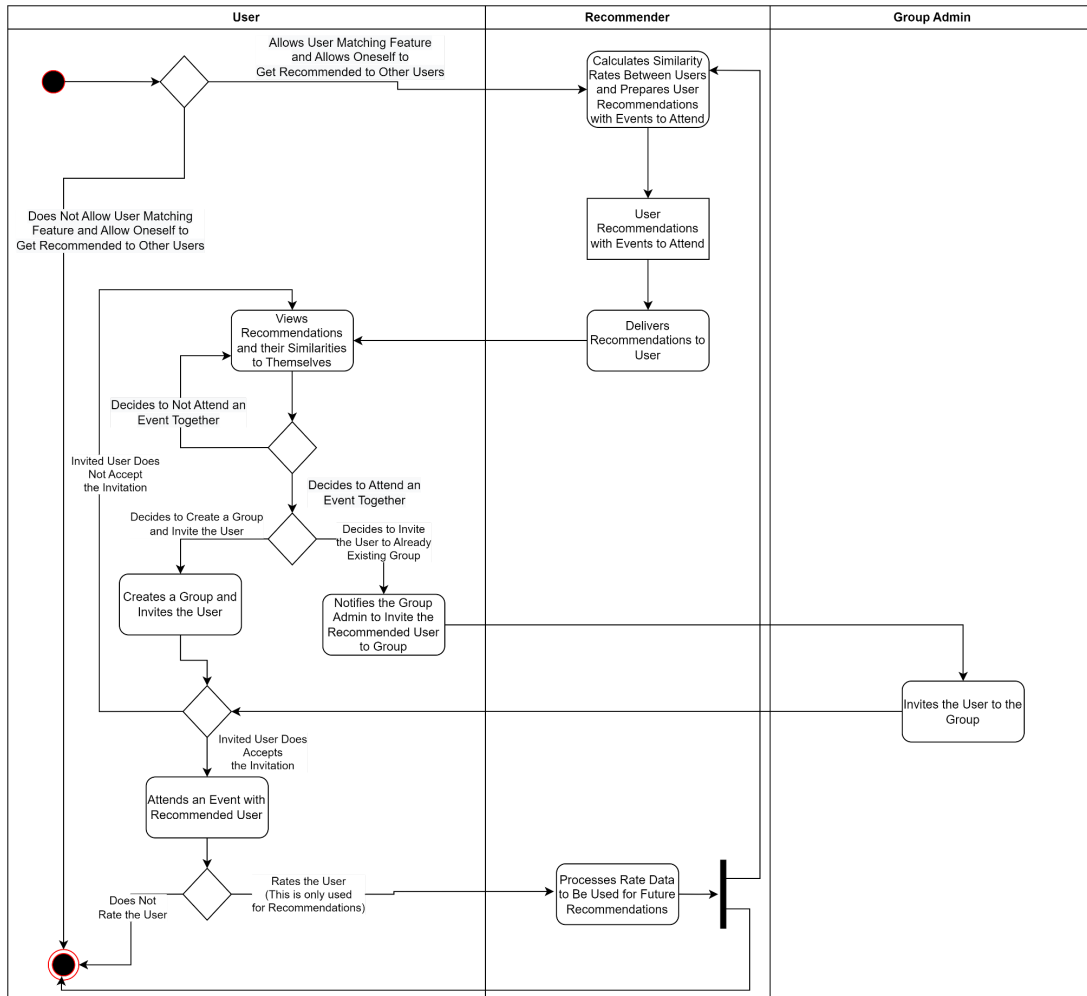 User
Recommender
Group Admin
Allows User Matching Feature
and Allows Oneself to
Get Recommended to Other Users
Calculates Similarity
Rates Between Users
and Prepares User
Recommendations
with Events to Attend
Does Not Allow User Matching
Feature and Allow Oneself to
Get Recommended to Other Users
User
Recommendations
with Events to Attend
Views
Recommendations
and their Similarities
to Themselves
Delivers
Recommendations to
User
Decides to Not Attend an
Event Together
Invited User Does
Not Accept
the Invitation
Decides to Attend an
Event Together
Decides to Create a Group
and Invite the User
Decides to Invite
the User to Already
Existing Group
Creates a Group and
Invites the User
Notifies the Group
Admin to Invite the
Recommended User
to Group
Invites the User to the
Group
Invited User Does
Accepts
the Invitation
Attends an Event with
Recommended User
Does Not
Rate the User
Rates the User
(This is only used
for Recommendations)
Processes Rate Data
to Be Used for Future
Recommendations